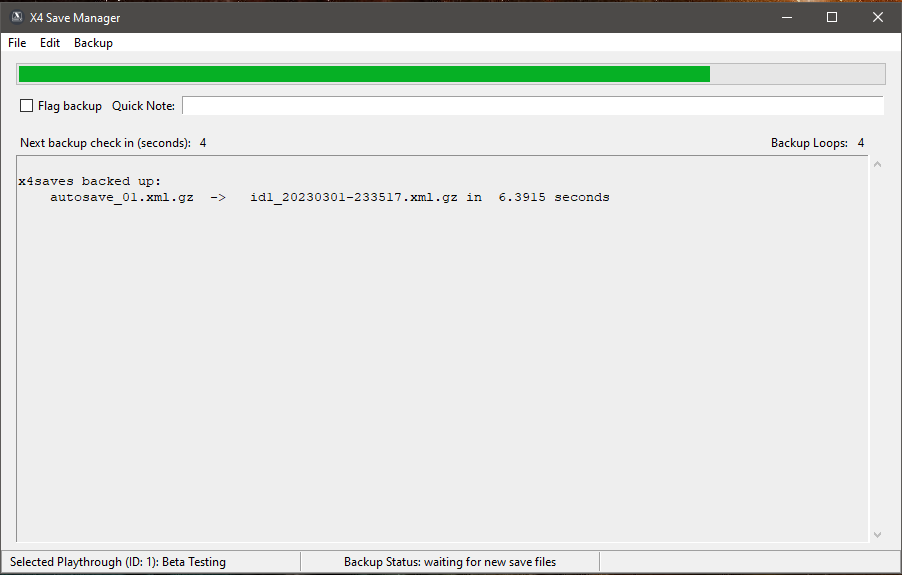 X4 Save Manager
File Edit Backup
Flag backup Quick Note:
Next backup check in (seconds): 4 Backup Loops: 4
x4saves backed up:
autosave_01.xml.gz -> id1_20230301-233517.xml.gz in 6.3915 seconds
Selected Playthrough (ID: 1): Beta Testing Backup Status: waiting for new save files